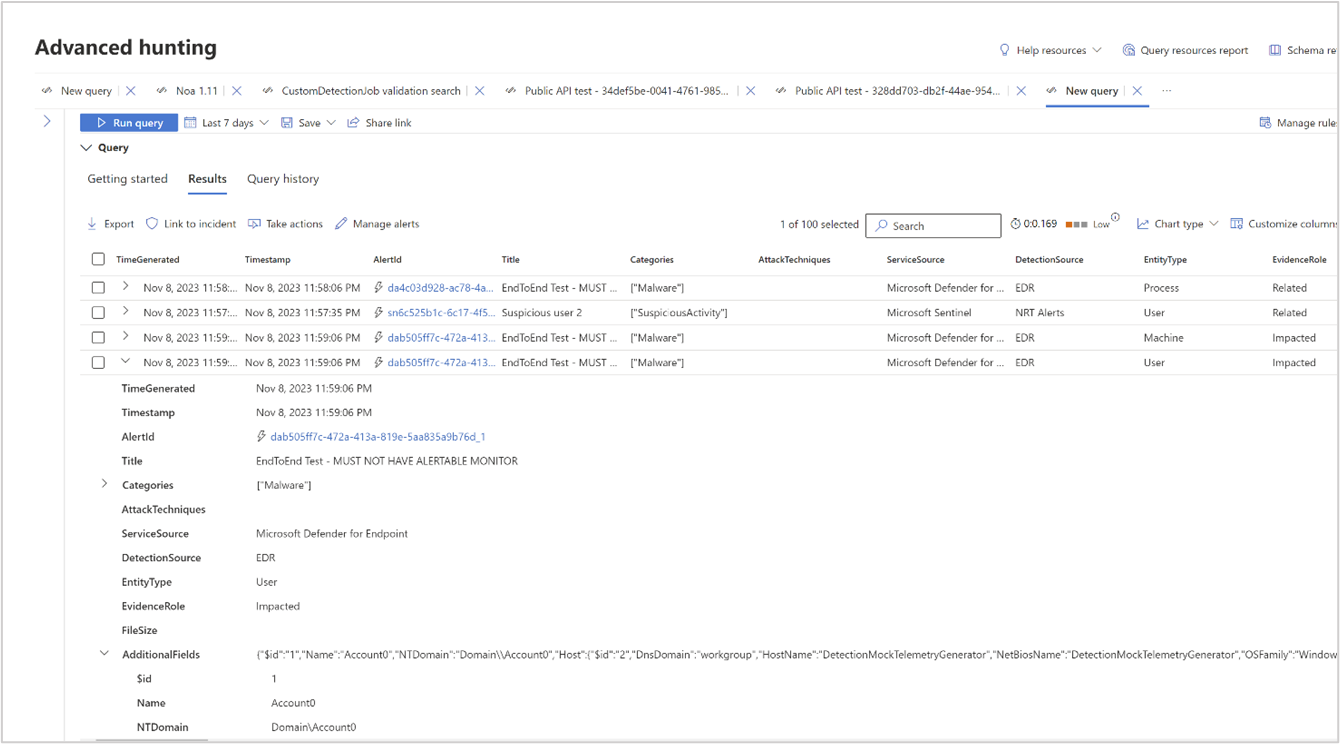 Advanced hunting
Help resources Query resources report Schema re
New query Noa 1.11 CustomDetectionJob validation search Public API test - 34def5be-0041-4761-985... Public API test - 328dd703-db2f-44ae-954... New query ...
Run query Last 7 days Save Share link Manage rules
Query
Getting started Results Query history
Export Link to incident Take actions Manage alerts 1 of 100 selected Search 0:0.169 Low Chart type Customize columns
TimeGenerated Timestamp AlertId Title Categories AttackTechniques ServiceSource DetectionSource EntityType EvidenceRole
Nov 8, 2023 11:58:... Nov 8, 2023 11:58:06 PM da4c03d928-ac78-4a... EndToEnd Test - MUST ... ["Malware"] Microsoft Defender for ... EDR Process Related
Nov 8, 2023 11:57:... Nov 8, 2023 11:57:35 PM sn6c525b1c-6c17-4f5... Suspicious user 2 ["SuspiciousActivity"] Microsoft Sentinel NRT Alerts User Related
Nov 8, 2023 11:59:... Nov 8, 2023 11:59:06 PM dab505ff7c-472a-413... EndToEnd Test - MUST ... ["Malware"] Microsoft Defender for ... EDR Machine Impacted
Nov 8, 2023 11:59:... Nov 8, 2023 11:59:06 PM dab505ff7c-472a-413... EndToEnd Test - MUST ... ["Malware"] Microsoft Defender for ... EDR User Impacted
TimeGenerated Nov 8, 2023 11:59:06 PM
Timestamp Nov 8, 2023 11:59:06 PM
AlertId dab505ff7c-472a-413a-819e-5aa835a9b76d_1
Title EndToEnd Test - MUST NOT HAVE ALERTABLE MONITOR
Categories ["Malware"]
AttackTechniques
ServiceSource Microsoft Defender for Endpoint
DetectionSource EDR
EntityType User
EvidenceRole Impacted
FileSize
AdditionalFields {"$id":"1","Name":"Account0","NTDomain":"Domain\\Account0","Host":{"$id":"2","DnsDomain":"workgroup","HostName":"DetectionMockTelemetryGenerator","NetBiosName":"DetectionMockTelemetryGenerator","OSFamily":"Window
$id 1
Name Account0
NTDomain Domain\Account0